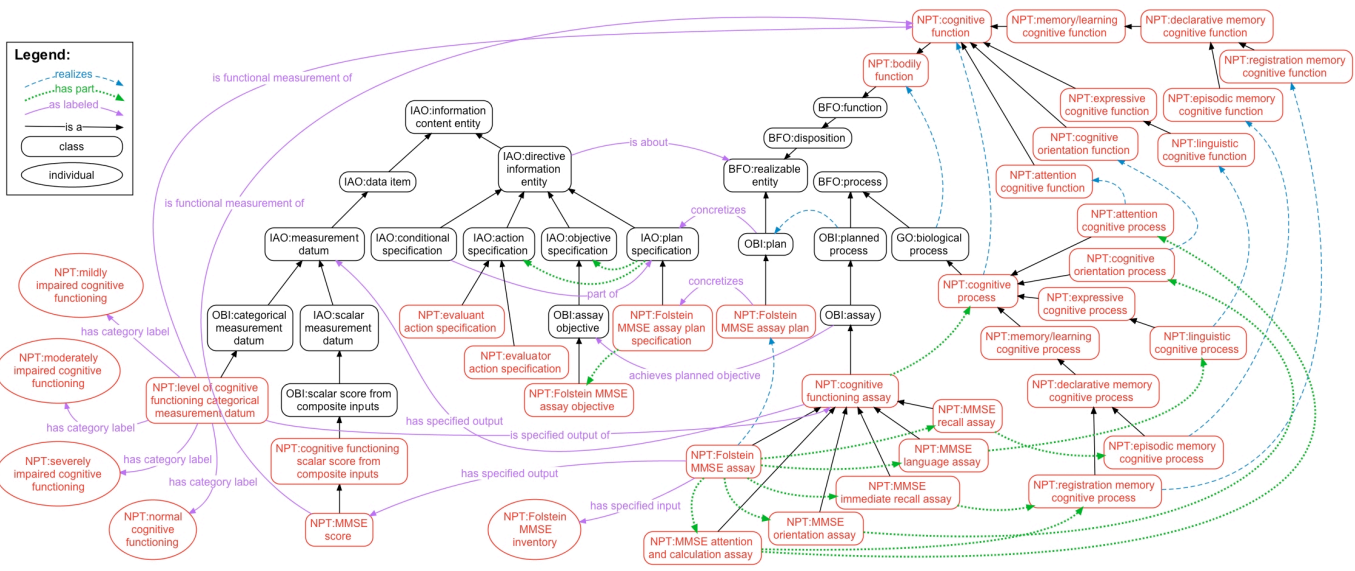 Legend:
realizes
has part
as labeled
is a
class
individual
is functional measurement of
is functional measurement of
NPT:cognitive
function
NPT:memory/learning
cognitive function
NPT:declarative memory
cognitive function
NPT:registration memory
cognitive function
NPT:bodily
function
NPT:expressive
cognitive function
NPT:episodic memory
cognitive function
BFO:function
NPT:cognitive
orientation function
NPT:linguistic
cognitive function
BFO:disposition
NPT:attention
cognitive function
IAO:information
content entity
IAO:directive
information
entity
is about
BFO:realizable
entity
BFO:process
IAO:data item
concretizes
NPT:attention
cognitive process
IAO:measurement
datum
IAO:conditional
specification
IAO:action
specification
IAO:objective
specification
IAO:plan
specification
OBI:plan
OBI:planned
process
GO:biological
process
NPT:cognitive
orientation process
NPT:mildly
impaired cognitive
functioning
part of
concretizes
NPT:cognitive
process
NPT:expressive
cognitive process
has category label
OBI:categorical
measurement
datum
IAO:scalar
measurement
datum
NPT:evaluant
action specification
OBI:assay
objective
NPT:Folstein
MMSE assay plan
specification
NPT:Folstein
MMSE assay plan
OBI:assay
NPT:memory/learning
cognitive process
NPT:linguistic
cognitive process
NPT:moderately
impaired cognitive
functioning
NPT:evaluator
action specification
achieves planned objective
NPT:level of cognitive
functioning categorical
measurement datum
OBI:scalar score from
composite inputs
NPT:Folstein MMSE
assay objective
NPT:cognitive
functioning assay
NPT:declarative memory
cognitive process
has category label
has specified output
is specified output of
NPT:MMSE
recall assay
NPT:severely
impaired cognitive
functioning
has category label
has category label
NPT:cognitive functioning
scalar score from
composite inputs
has specified output
NPT:Folstein
MMSE assay
NPT:MMSE
language assay
NPT:episodic memory
cognitive process
has specified input
NPT:MMSE
immediate recall assay
NPT:registration memory
cognitive process
NPT:normal
cognitive
functioning
NPT:MMSE
score
NPT:Folstein
MMSE
inventory
NPT:MMSE
orientation assay
NPT:MMSE attention
and calculation assay